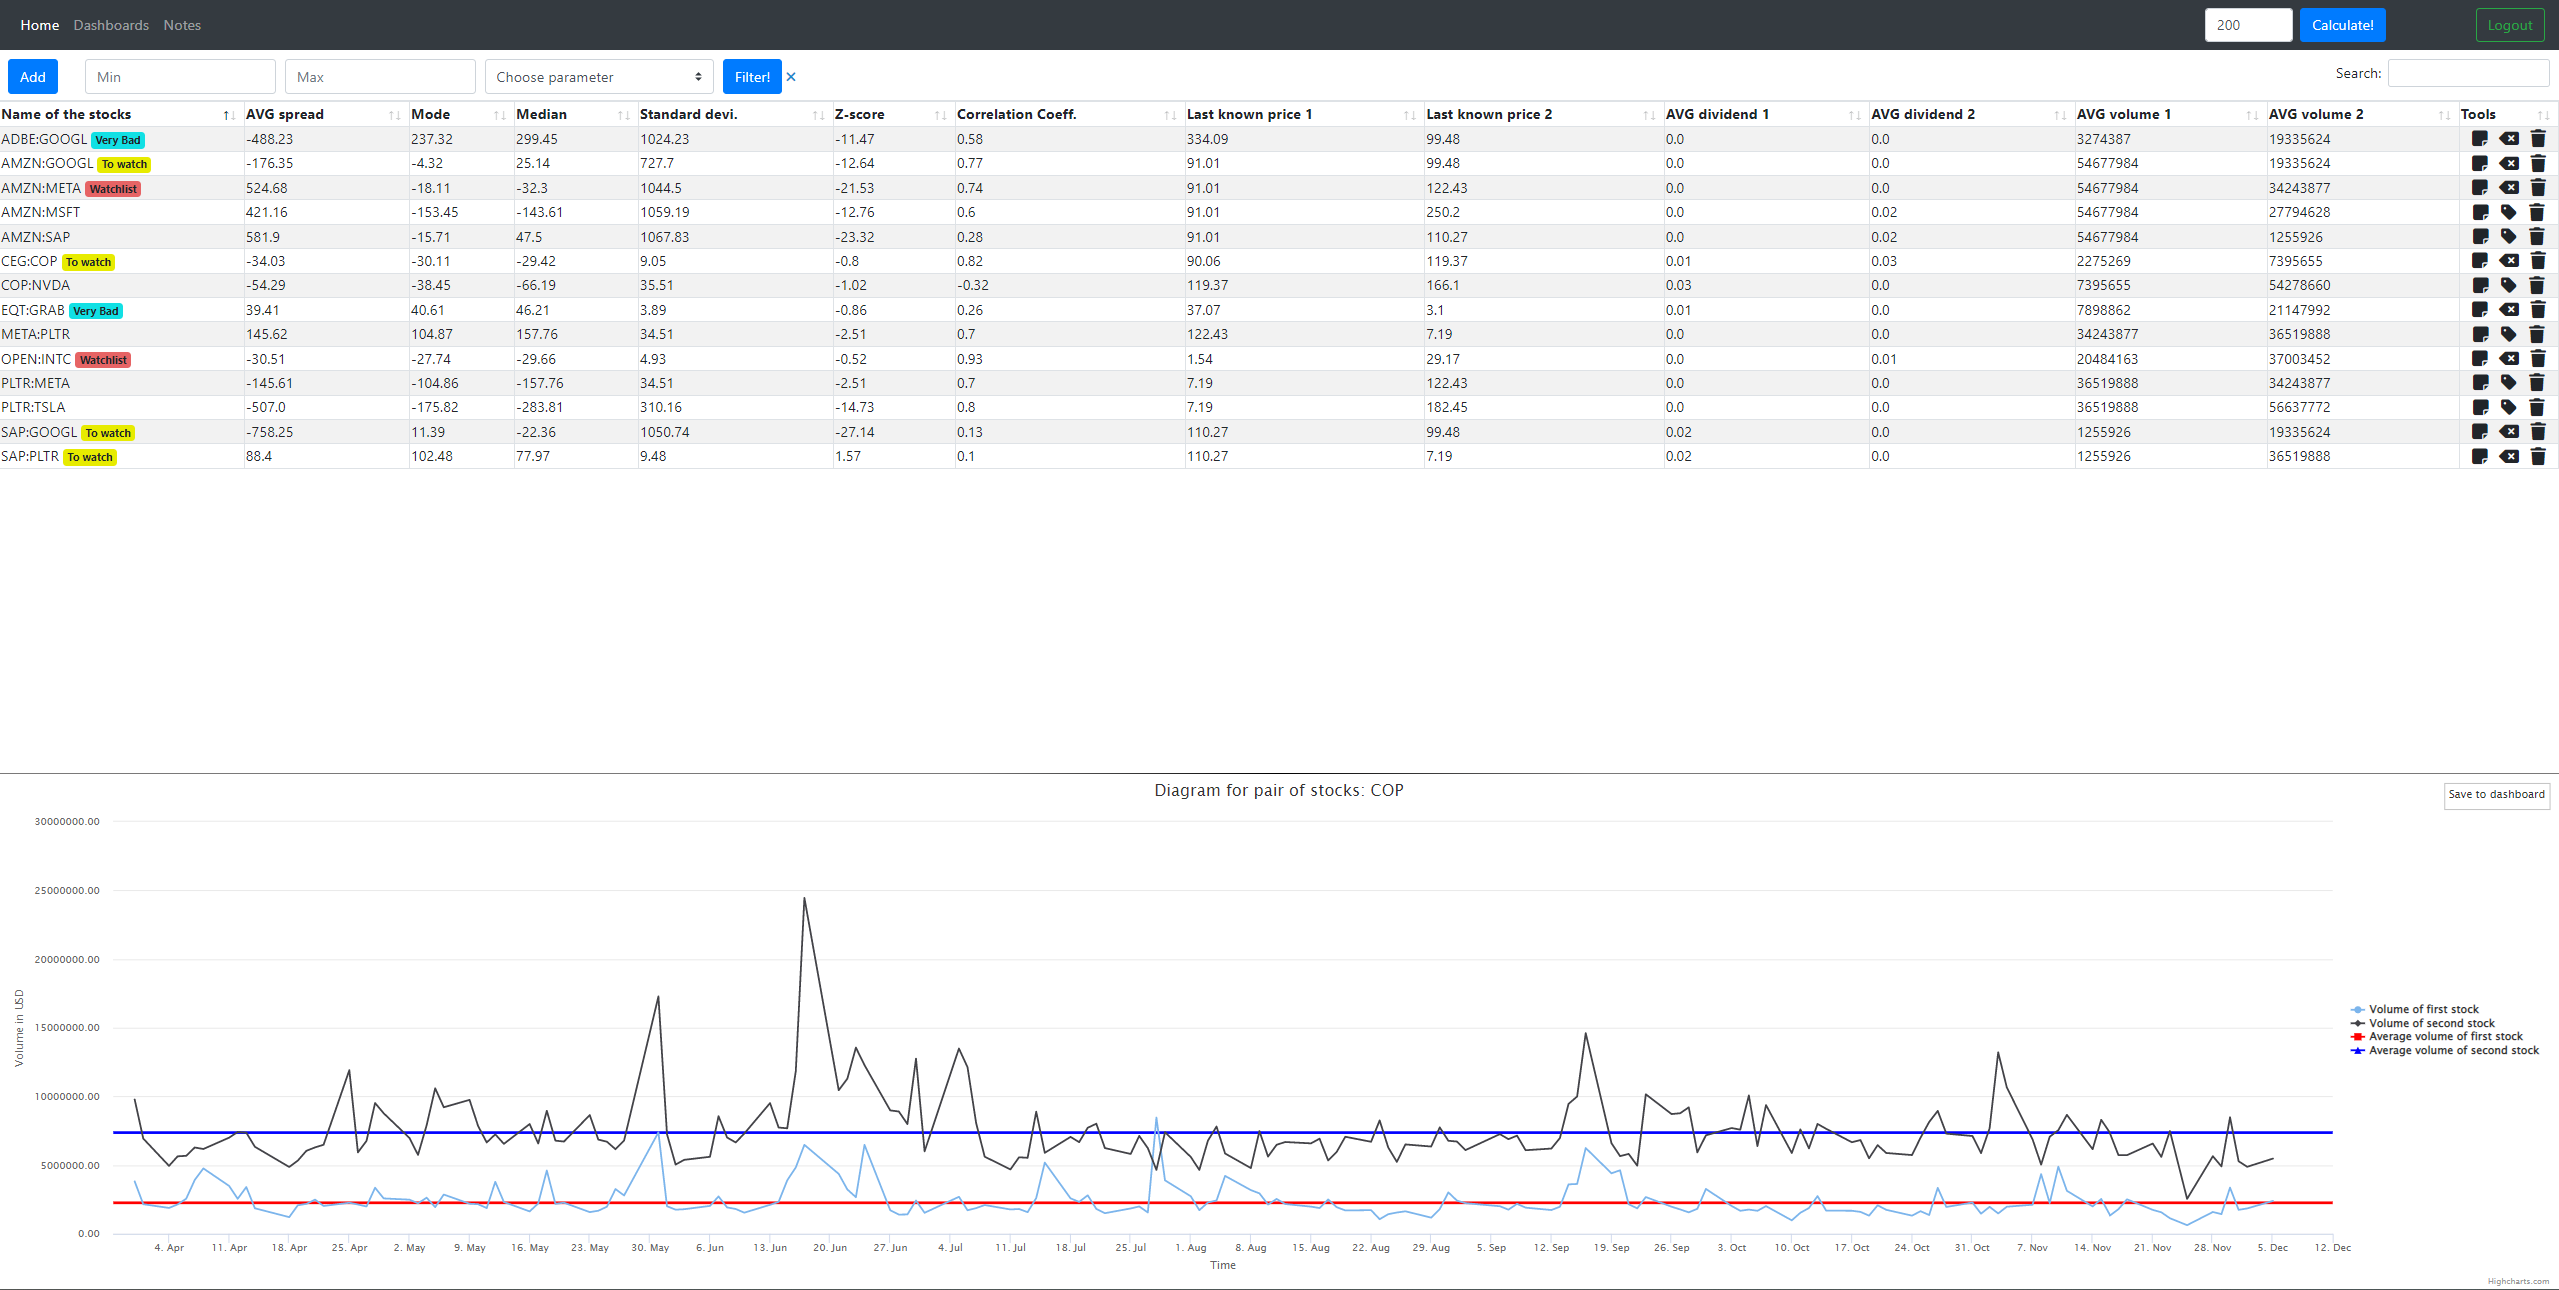 Home Dashboards Notes 200 Calculate! Logout
Add Min Max Choose parameter Filter! × Search:
Name of the stocks AVG spread Mode Median Standard devi. Z-score Correlation Coeff. Last known price 1 Last known price 2 AVG dividend 1 AVG dividend 2 AVG volume 1 AVG volume 2 Tools
ADBE:GOOGL Very Bad -488.23 237.32 299.45 1024.23 -11.47 0.58 334.09 99.48 0.0 0.0 3274387 19335624
AMZN:GOOGL To watch -176.35 -4.32 25.14 727.7 -12.64 0.77 91.01 99.48 0.0 0.0 54677984 19335624
AMZN:META Watchlist 524.68 -18.11 -32.3 1044.5 -21.53 0.74 91.01 122.43 0.0 0.0 54677984 34243877
AMZN:MSFT 421.16 -153.45 -143.61 1059.19 -12.76 0.6 91.01 250.2 0.0 0.02 54677984 27794628
AMZN:SAP 581.9 -15.71 47.5 1067.83 -23.32 0.28 91.01 110.27 0.0 0.02 54677984 1255926
CEG:COP To watch -34.03 -30.11 -29.42 9.05 -0.8 0.82 90.06 119.37 0.01 0.03 2275269 7395655
COP:NVDA -54.29 -38.45 -66.19 35.51 -1.02 -0.32 119.37 166.1 0.03 0.0 7395655 54278660
EQT:GRAB Very Bad 39.41 40.61 46.21 3.89 -0.86 0.26 37.07 3.1 0.01 0.0 7898862 21147992
META:PLTR 145.62 104.87 157.76 34.51 -2.51 0.7 122.43 7.19 0.0 0.0 34243877 36519888
OPEN:INTC Watchlist -30.51 -27.74 -29.66 4.93 -0.52 0.93 1.54 29.17 0.0 0.01 20484163 37003452
PLTR:META -145.61 -104.86 -157.76 34.51 -2.51 0.7 7.19 122.43 0.0 0.0 36519888 34243877
PLTR:TSLA -507.0 -175.82 -283.81 310.16 -14.73 0.8 7.19 182.45 0.0 0.0 36519888 56637772
SAP:GOOGL To watch -758.25 11.39 -22.36 1050.74 -27.14 0.13 110.27 99.48 0.02 0.0 1255926 19335624
SAP:PLTR To watch 88.4 102.48 77.97 9.48 1.57 0.1 110.27 7.19 0.02 0.0 1255926 36519888
Diagram for pair of stocks: COP
Save to dashboard
30000000.00
25000000.00
20000000.00
15000000.00
10000000.00
5000000.00
0.00
Volume in USD
Volume of first stock
Volume of second stock
Average volume of first stock
Average volume of second stock
4. Apr 11. Apr 18. Apr 25. Apr 2. May 9. May 16. May 23. May 30. May 6. Jun 13. Jun 20. Jun 27. Jun 4. Jul 11. Jul 18. Jul 25. Jul 1. Aug 8. Aug 15. Aug 22. Aug 29. Aug 5. Sep 12. Sep 19. Sep 26. Sep 3. Oct 10. Oct 17. Oct 24. Oct 31. Oct 7. Nov 14. Nov 21. Nov 28. Nov 5. Dec 12. Dec
Time
Highcharts.com